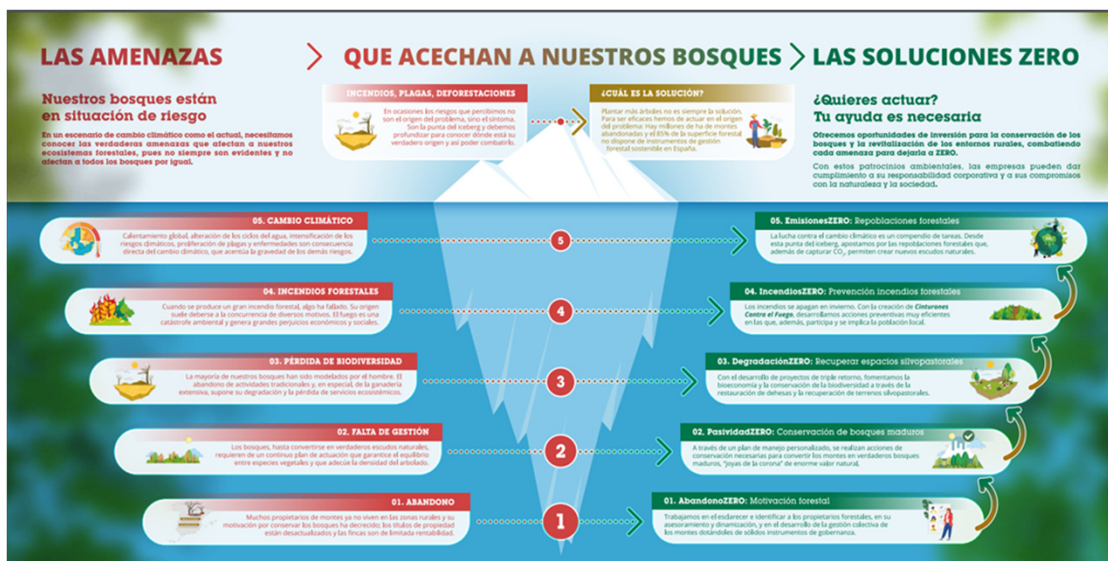 LAS AMENAZAS
QUE ACECHAN A NUESTROS BOSQUES
LAS SOLUCIONES ZERO
Nuestros bosques están
en situación de riesgo
En un escenario de cambio climático como el actual, necesitamos
conocer las verdaderas amenazas que afectan a nuestros
ecosistemas forestales, pues no siempre son evidentes y no
afectan a todos los bosques por igual.
INCENDIOS, PLAGAS, DEFORESTACIONES
En ocasiones los riesgos que percibimos no
son el origen del problema, sino el síntoma.
Son la punta del iceberg y debemos
profundizar para conocer dónde está su
verdadero origen y así poder combatirlo.
¿CUÁL ES LA SOLUCIÓN?
Plantar más árboles no es siempre la solución.
Para ser eficaces hemos de actuar en el origen
del problema: Hay millones de ha de montes
abandonadas y el 85% de la superficie forestal
no dispone de instrumentos de gestión
forestal sostenible en España.
¿Quieres actuar?
Tu ayuda es necesaria
Ofrecemos oportunidades de inversión para la conservación de los
bosques y la revitalización de los entornos rurales, combatiendo
cada amenaza para dejarla a ZERO.
Con estos patrocinios ambientales, las empresas pueden dar
cumplimiento a su responsabilidad corporativa y a sus compromisos
con la naturaleza y la sociedad.
05. CAMBIO CLIMÁTICO
Calentamiento global, alteración de los ciclos del agua, intensificación de los
riesgos climáticos, proliferación de plagas y enfermedades son consecuencia
directa del cambio climático, que acentúa la gravedad de los demás riesgos.
5
05. EmisionesZERO: Repoblaciones forestales
La lucha contra el cambio climático es un compendio de tareas. Desde
esta punta del iceberg, apostamos por las repoblaciones forestales que,
además de capturar CO₂, permiten crear nuevos escudos naturales.
04. INCENDIOS FORESTALES
Cuando se produce un gran incendio forestal, algo ha fallado. Su origen
suele deberse a la concurrencia de diversos motivos. El fuego es una
catástrofe ambiental y genera grandes perjuicios económicos y sociales.
4
04. IncendiosZERO: Prevención incendios forestales
Los incendios se apagan en invierno. Con la creación de Cinturones
Contra el Fuego, desarrollamos acciones preventivas muy eficientes
en las que, además, participa y se implica la población local.
03. PÉRDIDA DE BIODIVERSIDAD
La mayoría de nuestros bosques han sido modelados por el hombre. El
abandono de actividades tradicionales y, en especial, de la ganadería
extensiva, supone su degradación y la pérdida de servicios ecosistémicos.
3
03. DegradaciónZERO: Recuperar espacios silvopastorales
Con el desarrollo de proyectos de triple retorno, fomentamos la
bioeconomía y la conservación de la biodiversidad a través de la
restauración de dehesas y la recuperación de terrenos silvopastorales.
02. FALTA DE GESTIÓN
Los bosques, hasta convertirse en verdaderos escudos naturales,
requieren de un continuo plan de actuación que garantice el equilibrio
entre especies vegetales y que adecúe la densidad del arbolado.
2
02. PasividadZERO: Conservación de bosques maduros
A través de un plan de manejo personalizado, se realizan acciones de
conservación necesarias para convertir los montes en verdaderos bosques
maduros, "joyas de la corona" de enorme valor natural.
01. ABANDONO
Muchos propietarios de montes ya no viven en las zonas rurales y su
motivación por conservar los bosques ha decrecido; los títulos de propiedad
están desactualizados y las fincas son de limitada rentabilidad.
1
01. AbandonoZERO: Motivación forestal
Trabajamos en el esclarecer e identificar a los propietarios forestales, en su
asesoramiento y dinamización, y en el desarrollo de la gestión colectiva de
los montes dotándoles de sólidos instrumentos de gobernanza.